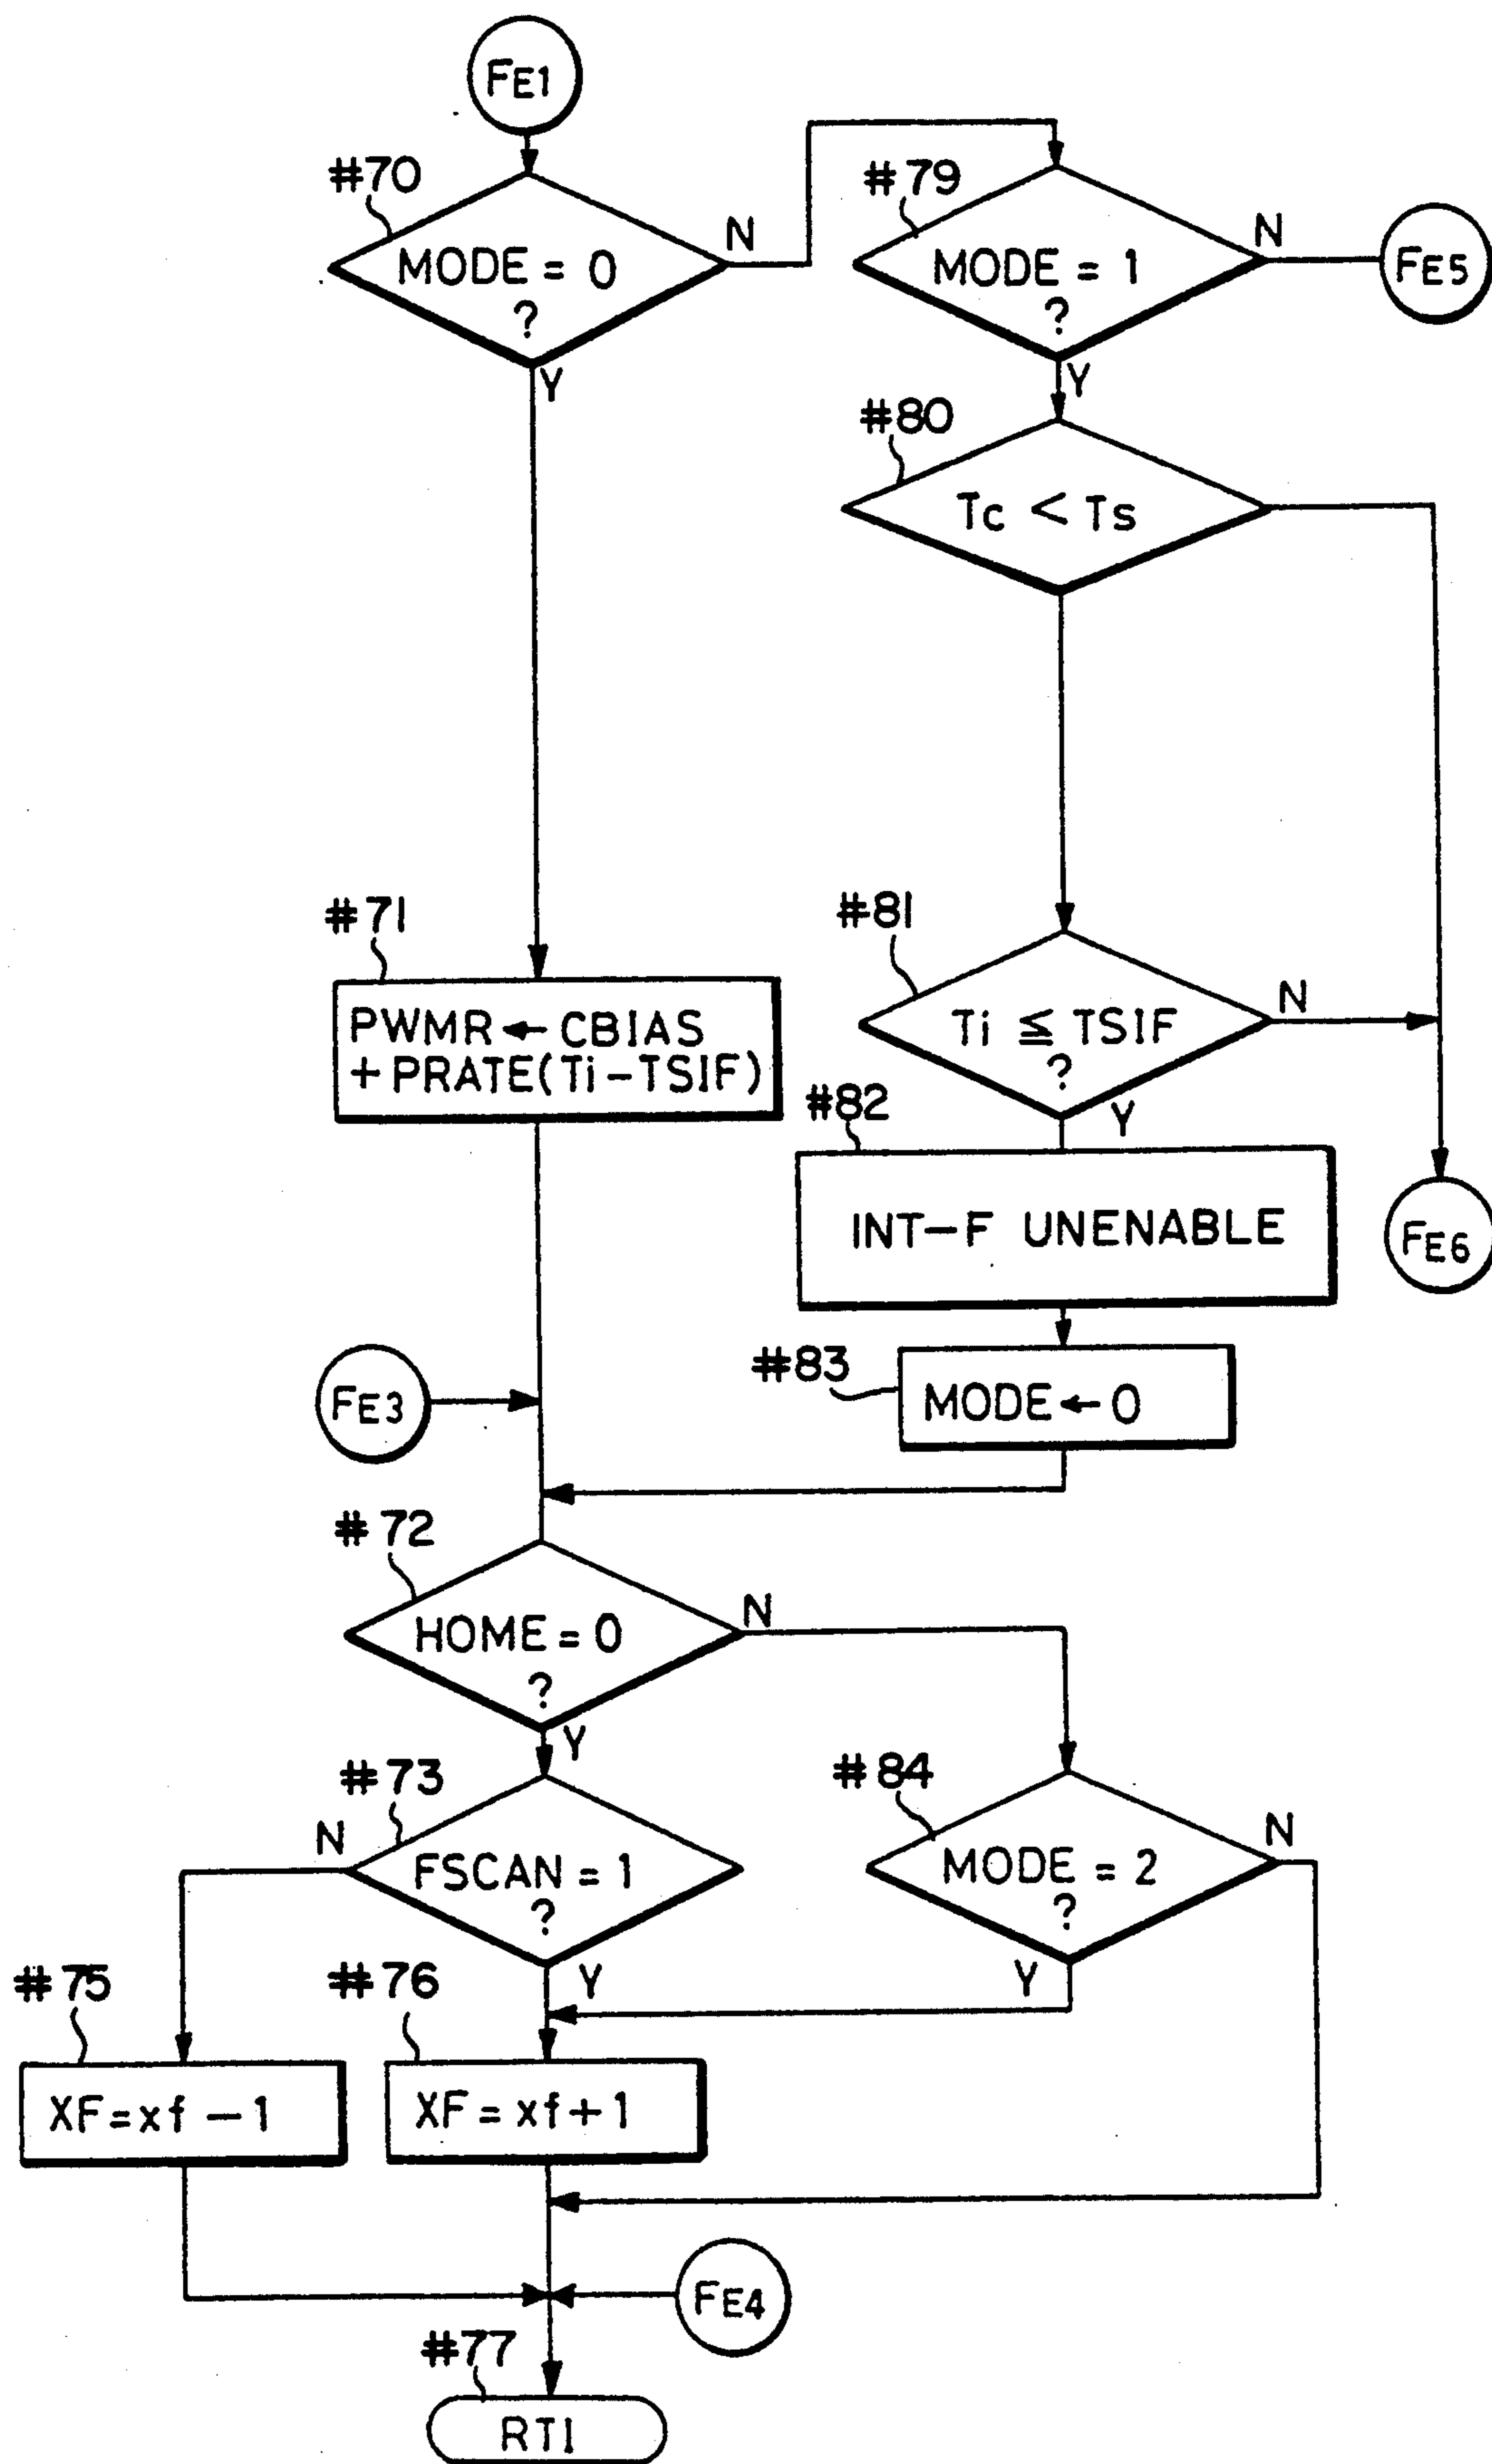 FE1
#70
MODE = 0
?
N
Y
#79
MODE = 1
?
N
Y
FE5
#80
Tc < Ts
#71
PWMR ← CBIAS
+ PRATE(Ti-TSIF)
#81
Ti ≦ TSIF
?
N
Y
#82
INT-F UNENABLE
FE6
#83
MODE ← 0
FE3
#72
HOME = 0
?
N
Y
#73
FSCAN = 1
?
N
Y
#84
MODE = 2
?
N
Y
#75
XF=xf-1
#76
XF=xf+1
FE4
#77
RTI